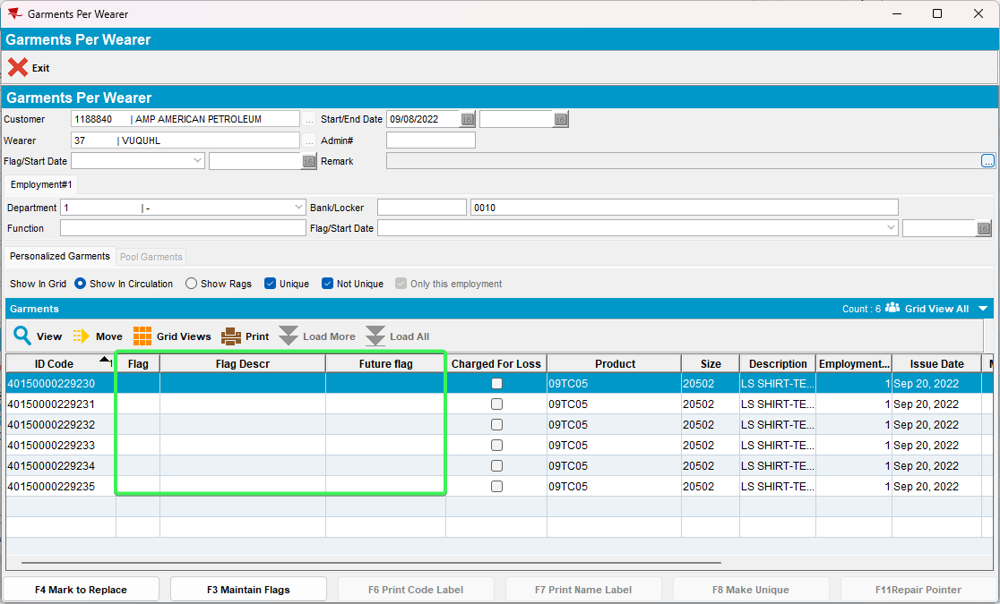 Garments Per Wearer
Garments Per Wearer
Exit
Garments Per Wearer
Customer 1188840 | AMP AMERICAN PETROLEUM ... Start/End Date 09/08/2022 16 16
Wearer 37 | VUQUHL ... Admin#
Flag/Start Date 16 Remark ...
Employment#1
Department 1 | - Bank/Locker 0010
Function Flag/Start Date 16
Personalized Garments Pool Garments
Show In Grid Show In Circulation Show Rags Unique Not Unique Only this employment
Garments Count : 6 Grid View All
View Move Grid Views Print Load More Load All
ID Code 1 Flag Flag Descr Future flag Charged For Loss Product Size Description Employment... Issue Date
40150000229230 09TC05 20502 LS SHIRT-TE... 1 Sep 20, 2022
40150000229231 09TC05 20502 LS SHIRT-TE... 1 Sep 20, 2022
40150000229232 09TC05 20502 LS SHIRT-TE... 1 Sep 20, 2022
40150000229233 09TC05 20502 LS SHIRT-TE... 1 Sep 20, 2022
40150000229234 09TC05 20502 LS SHIRT-TE... 1 Sep 20, 2022
40150000229235 09TC05 20502 LS SHIRT-TE... 1 Sep 20, 2022
F4 Mark to Replace F3 Maintain Flags F6 Print Code Label F7 Print Name Label F8 Make Unique F11Repair Pointer